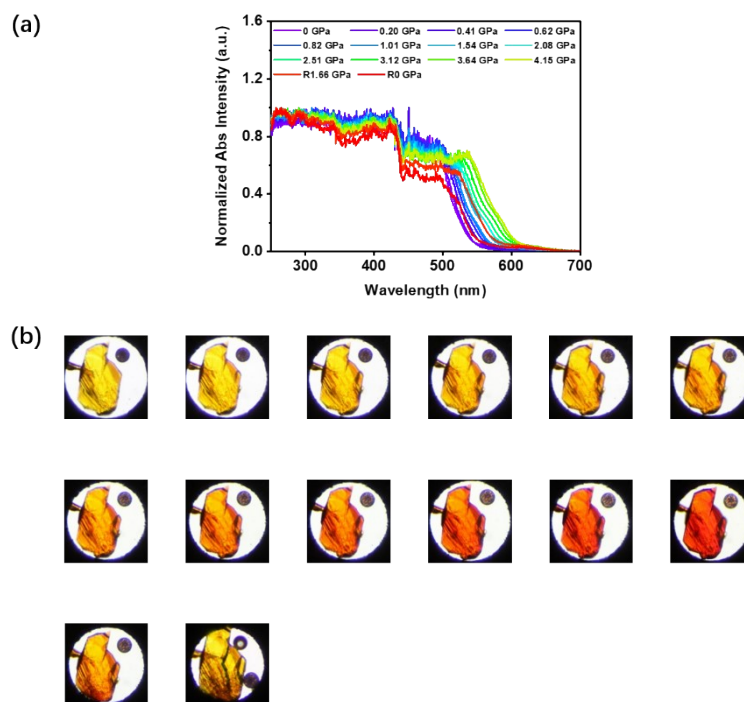 (a)
1.6
1.2
0.8
0.4
0.0
Normalized Abs Intensity (a.u.)
0 GPa 0.20 GPa 0.41 GPa 0.62 GPa
0.82 GPa 1.01 GPa 1.54 GPa 2.08 GPa
2.51 GPa 3.12 GPa 3.64 GPa 4.15 GPa
R1.66 GPa R0 GPa
300 400 500 600 700
Wavelength (nm)
(b)